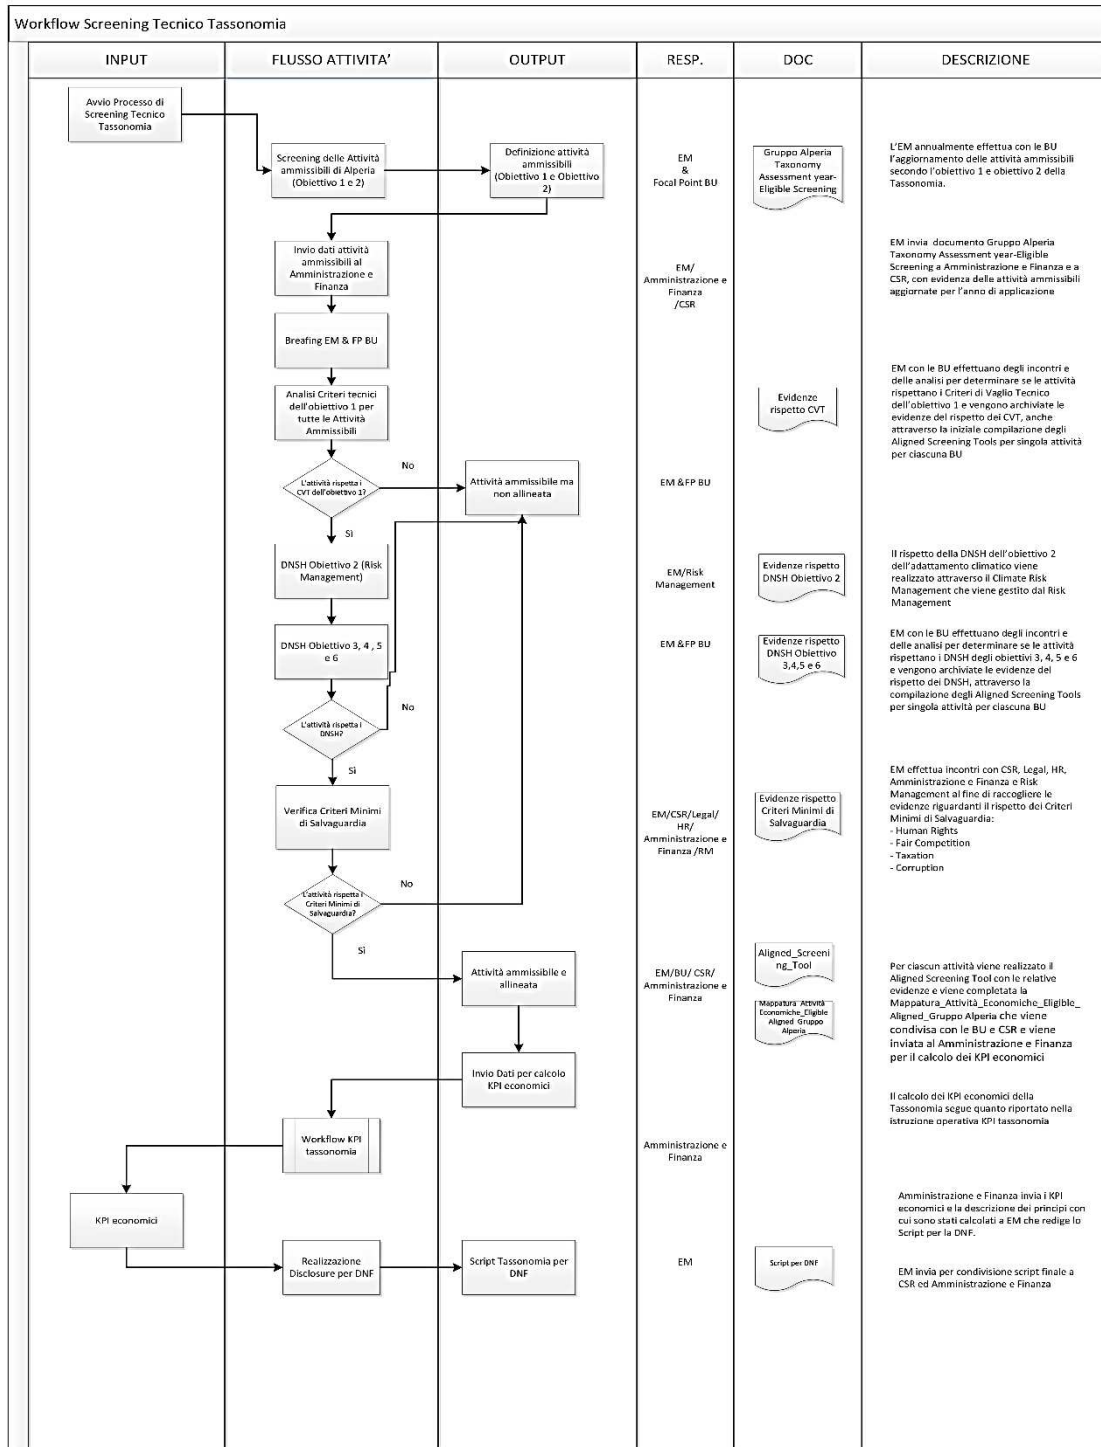 Workflow Screening Tecnico Tassonomia
INPUT
FLUSSO ATTIVITA'
OUTPUT
RESP.
DOC
DESCRIZIONE
Avvio Processo di
Screening Tecnico
Tassonomia
Screening delle Attività
ammissibili di Alperia
(Obiettivo 1 e 2)
Definizione attività
ammissibili
(Obiettivo 1 e Obiettivo
2)
EM
&
Focal Point BU
Gruppo Alperia
Taxonomy
Assessment year-
Eligible Screening
L'EM annualmente effettua con le BU
l'aggiornamento delle attività ammissibili
secondo l'obiettivo 1 e obiettivo 2 della
Tassonomia.
Invio dati attività
ammissibili al
Amministrazione e
Finanza
EM/
Amministrazione e
Finanza
/CSR
EM invia documento Gruppo Alperia
Taxonomy Assessment year-Eligible
Screening a Amministrazione e Finanza e a
CSR, con evidenza delle attività ammissibili
aggiornate per l'anno di applicazione
Breafing EM & FP BU
Analisi Criteri tecnici
dell'obiettivo 1 per
tutte le Attività
Ammissibili
Evidenze
rispetto CVT
EM con le BU effettuano degli incontri e
delle analisi per determinare se le attività
rispettano i Criteri di Vaglio Tecnico
dell'obiettivo 1 e vengono archiviate le
evidenze del rispetto dei CVT, anche
attraverso la iniziale compilazione degli
Aligned Screening Tools per singola attività
per ciascuna BU
L'attività rispetta i
CVT dell'obiettivo 1?
No
Sì
Attività ammissibile ma
non allineata
EM &FP BU
DNSH Obiettivo 2 (Risk
Management)
EM/Risk
Management
Evidenze rispetto
DNSH Obiettivo 2
Il rispetto della DNSH dell'obiettivo 2
dell'adattamento climatico viene
realizzato attraverso il Climate Risk
Management che viene gestito dal Risk
Management
DNSH Obiettivo 3, 4 , 5
e 6
EM &FP BU
Evidenze rispetto
DNSH Obiettivo
3,4,5 e 6
EM con le BU effettuano degli incontri e
delle analisi per determinare se le attività
rispettano i DNSH degli obiettivi 3, 4, 5 e 6
e vengono archiviate le evidenze del
rispetto dei DNSH, attraverso la
compilazione degli Aligned Screening Tools
per singola attività per ciascuna BU
L'attività rispetta i
DNSH?
No
Sì
Verifica Criteri Minimi
di Salvaguardia
EM/CSR/Legal/
HR/
Amministrazione e
Finanza /RM
Evidenze rispetto
Criteri Minimi di
Salvaguardia
EM effettua incontri con CSR, Legal, HR,
Amministrazione e Finanza e Risk
Management al fine di raccogliere le
evidenze riguardanti il rispetto dei Criteri
Minimi di Salvaguardia:
- Human Rights
- Fair Competition
- Taxation
- Corruption
L'attività rispetta i
Criteri Minimi di
Salvaguardia?
No
Sì
Attività ammissibile e
allineata
EM/BU/ CSR/
Amministrazione e
Finanza
Aligned_Screeni
ng_Tool
Mappatura_Attività_
Economiche_Eligible_
Aligned_Gruppo
Alperia
Per ciascun attività viene realizzato il
Aligned Screening Tool con le relative
evidenze e viene completata la
Mappatura_Attività_Economiche_Eligible_
Aligned_Gruppo Alperia che viene
condivisa con le BU e CSR e viene
inviata al Amministrazione e Finanza
per il calcolo dei KPI economici
Invio Dati per calcolo
KPI economici
Workflow KPI
tassonomia
Amministrazione e
Finanza
Il calcolo dei KPI economici della
Tassonomia segue quanto riportato nella
istruzione operativa KPI tassonomia
KPI economici
Amministrazione e Finanza invia i KPI
economici e la descrizione dei principi con
cui sono stati calcolati a EM che redige lo
Script per la DNF.
Realizzazione
Disclosure per DNF
Script Tassonomia per
DNF
EM
Script per DNF
EM invia per condivisione script finale a
CSR ed Amministrazione e Finanza